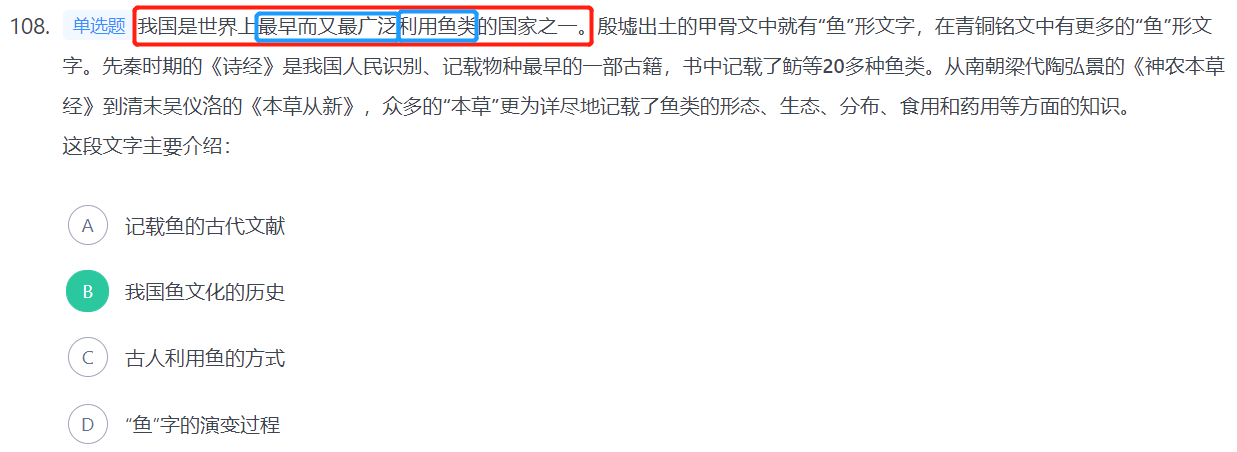 108. 单选题 我国是世界上最早而又最广泛利用鱼类的国家之一。殷墟出土的甲骨文中就有“鱼”形文字，在青铜铭文中有更多的“鱼”形文
字。先秦时期的《诗经》是我国人民识别、记载物种最早的一部古籍，书中记载了鲂等20多种鱼类。从南朝梁代陶弘景的《神农本草
经》到清末吴仪洛的《本草从新》，众多的“本草”更为详尽地记载了鱼类的形态、生态、分布、食用和药用等方面的知识。
这段文字主要介绍：
A 记载鱼的古代文献
B 我国鱼文化的历史
C 古人利用鱼的方式
D “鱼”字的演变过程